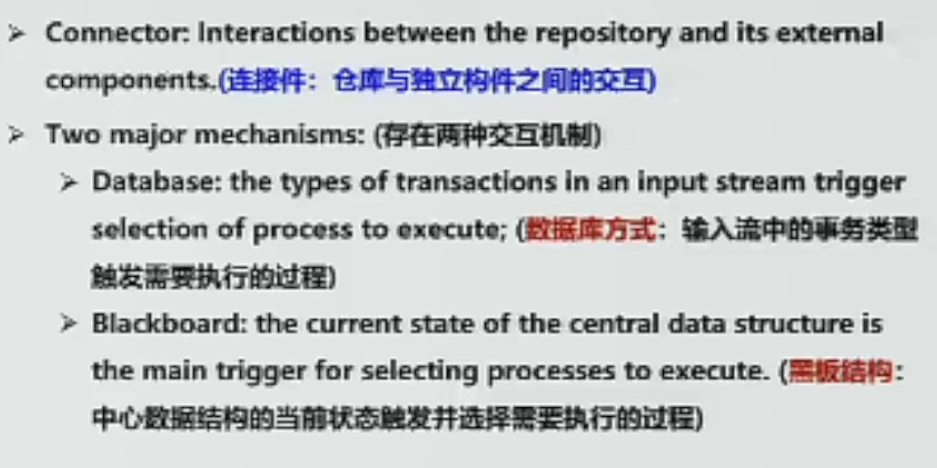 ➢ Connector: Interactions between the repository and its external
components.(连接件：仓库与独立构件之间的交互)
➢ Two major mechanisms: (存在两种交互机制)
➢ Database: the types of transactions in an input stream trigger
selection of process to execute; (数据库方式：输入流中的事务类型
触发需要执行的过程)
➢ Blackboard: the current state of the central data structure is
the main trigger for selecting processes to execute. (黑板结构：
中心数据结构的当前状态触发并选择需要执行的过程)